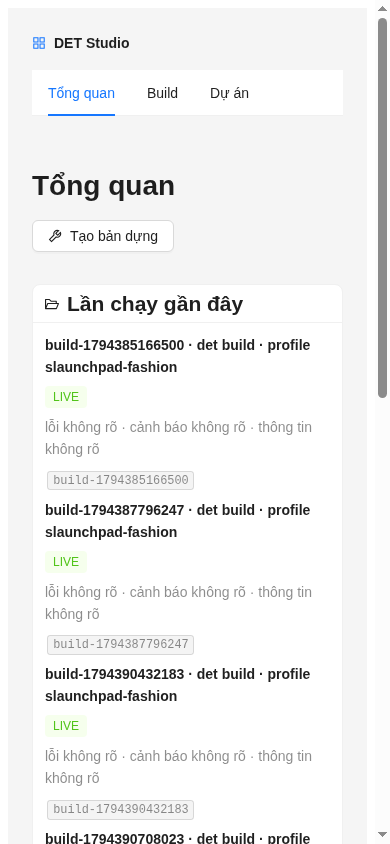 DET Studio
Tổng quan
Build
Dự án
Tổng quan
Tạo bản dựng
Lần chạy gần đây
build-1794385166500 · det build · profile
slaunchpad-fashion
LIVE
lỗi không rõ · cảnh báo không rõ · thông tin
không rõ
build-1794385166500
build-1794387796247 · det build · profile
slaunchpad-fashion
LIVE
lỗi không rõ · cảnh báo không rõ · thông tin
không rõ
build-1794387796247
build-1794390432183 · det build · profile
slaunchpad-fashion
LIVE
lỗi không rõ · cảnh báo không rõ · thông tin
không rõ
build-1794390432183
build-1794390708023 · det build · profile